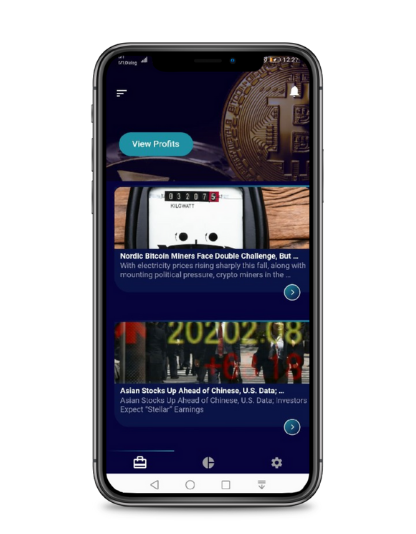 12:27
View Profits
032075
KILOWATT
Nordic Bitcoin Miners Face Double Challenge, But ...
With electricity prices rising sharply this fall, along with
mounting political pressure, crypto miners in the ...
20202.08
Asian Stocks Up Ahead of Chinese, U.S. Data; ...
Asian Stocks Up Ahead of Chinese, U.S. Data; Investors
Expect "Stellar" Earnings